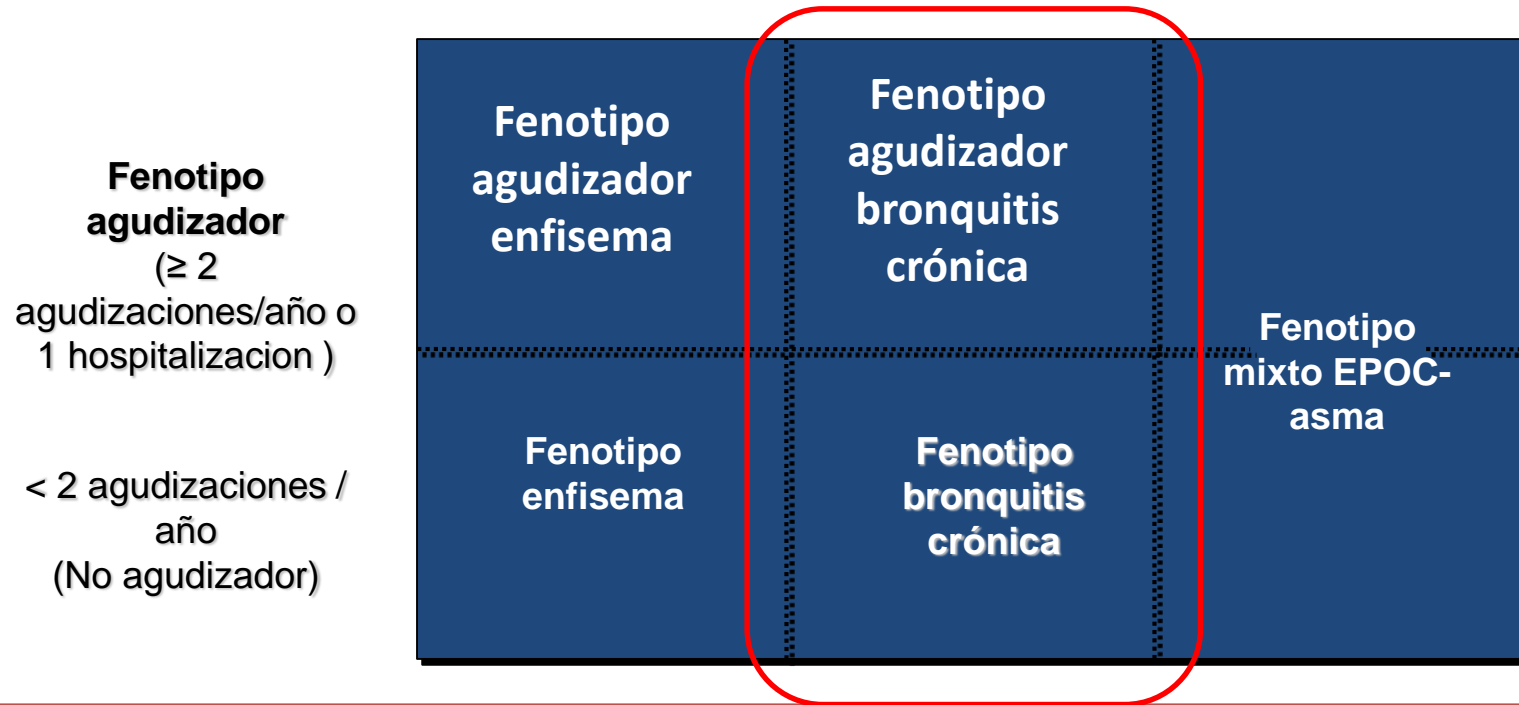 Fenotipo
agudizador
(≥ 2
agudizaciones/año o
1 hospitalizacion )
< 2 agudizaciones /
año
(No agudizador)
Fenotipo
agudizador
enfisema
Fenotipo
agudizador
bronquitis
crónica
Fenotipo
mixto EPOC-
asma
Fenotipo
enfisema
Fenotipo
bronquitis
crónica